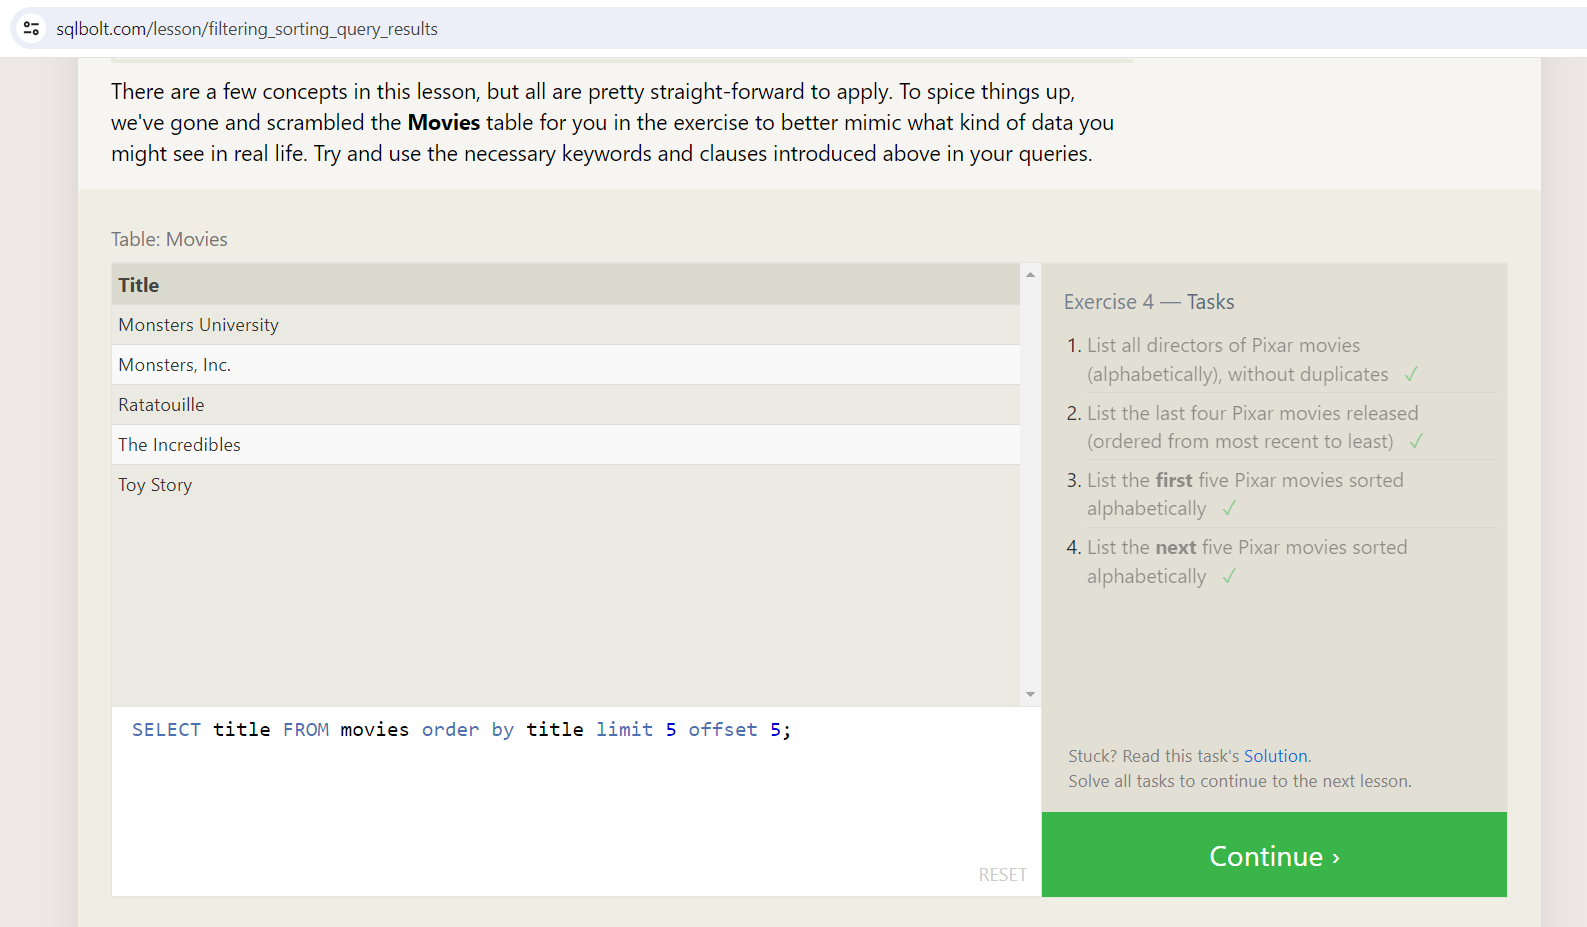 sqlbolt.com/lesson/filtering_sorting_query_results
There are a few concepts in this lesson, but all are pretty straight-forward to apply. To spice things up,
we've gone and scrambled the Movies table for you in the exercise to better mimic what kind of data you
might see in real life. Try and use the necessary keywords and clauses introduced above in your queries.
Table: Movies
Title
Monsters University
Monsters, Inc.
Ratatouille
The Incredibles
Toy Story
SELECT title FROM movies order by title limit 5 offset 5;
RESET
Exercise 4 — Tasks
1. List all directors of Pixar movies
(alphabetically), without duplicates ✓
2. List the last four Pixar movies released
(ordered from most recent to least) ✓
3. List the first five Pixar movies sorted
alphabetically ✓
4. List the next five Pixar movies sorted
alphabetically ✓
Stuck? Read this task's Solution.
Solve all tasks to continue to the next lesson.
Continue ›